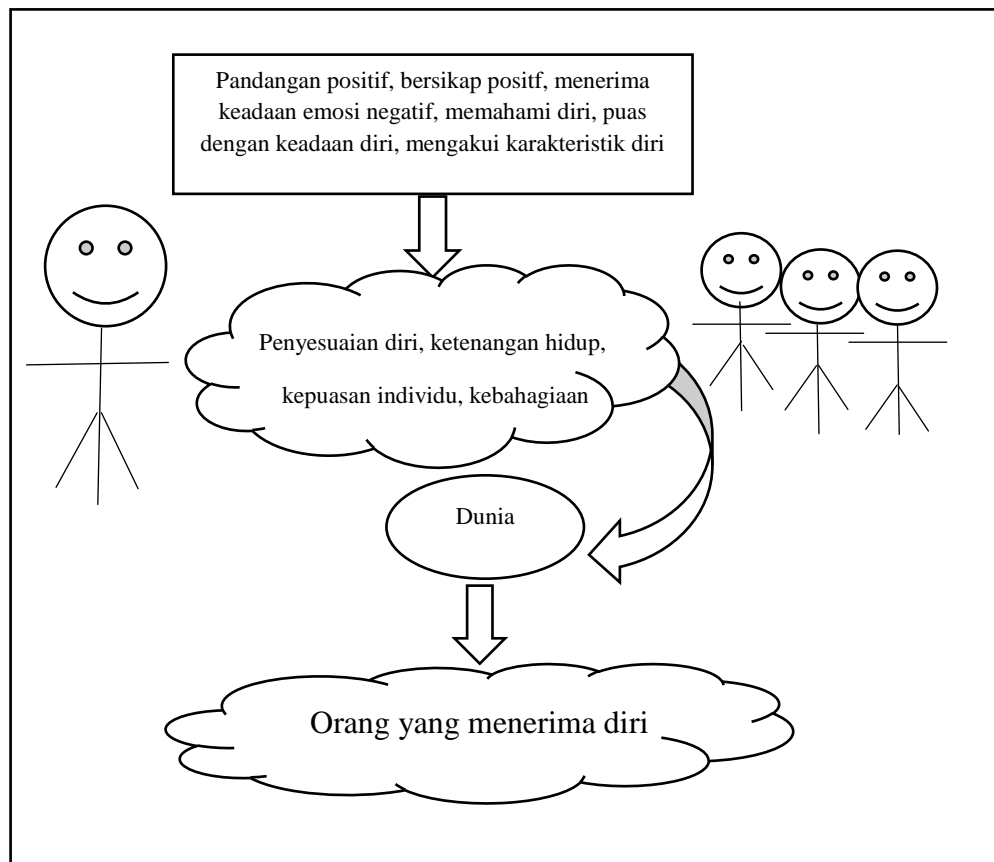 Pandangan positif, bersikap positf, menerima
keadaan emosi negatif, memahami diri, puas
dengan keadaan diri, mengakui karakteristik diri
Penyesuaian diri, ketenangan hidup,
kepuasan individu, kebahagiaan
Dunia
Orang yang menerima diri